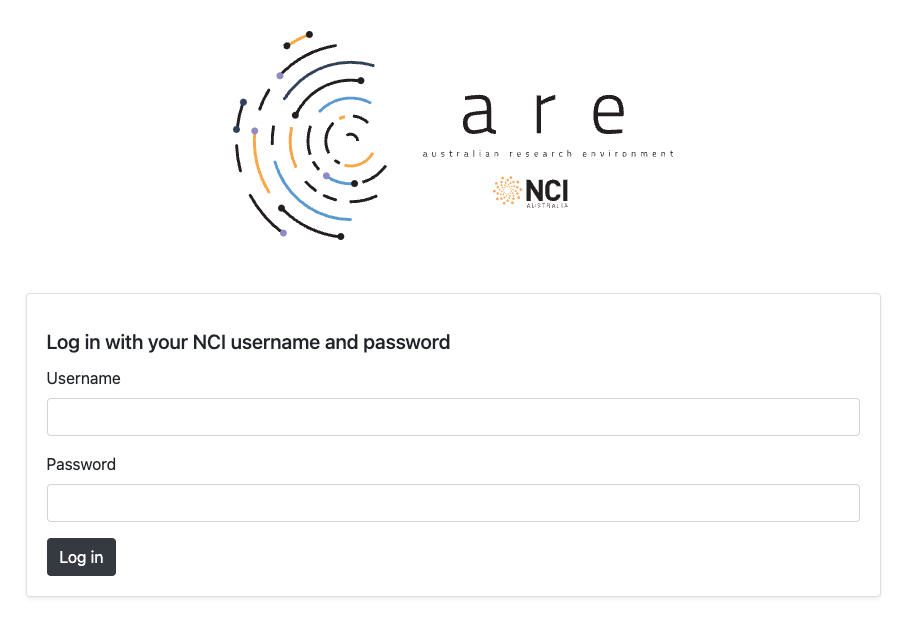 are
australian research environment
NCI
AUSTRALIA
Log in with your NCI username and password
Username
Password
Log in